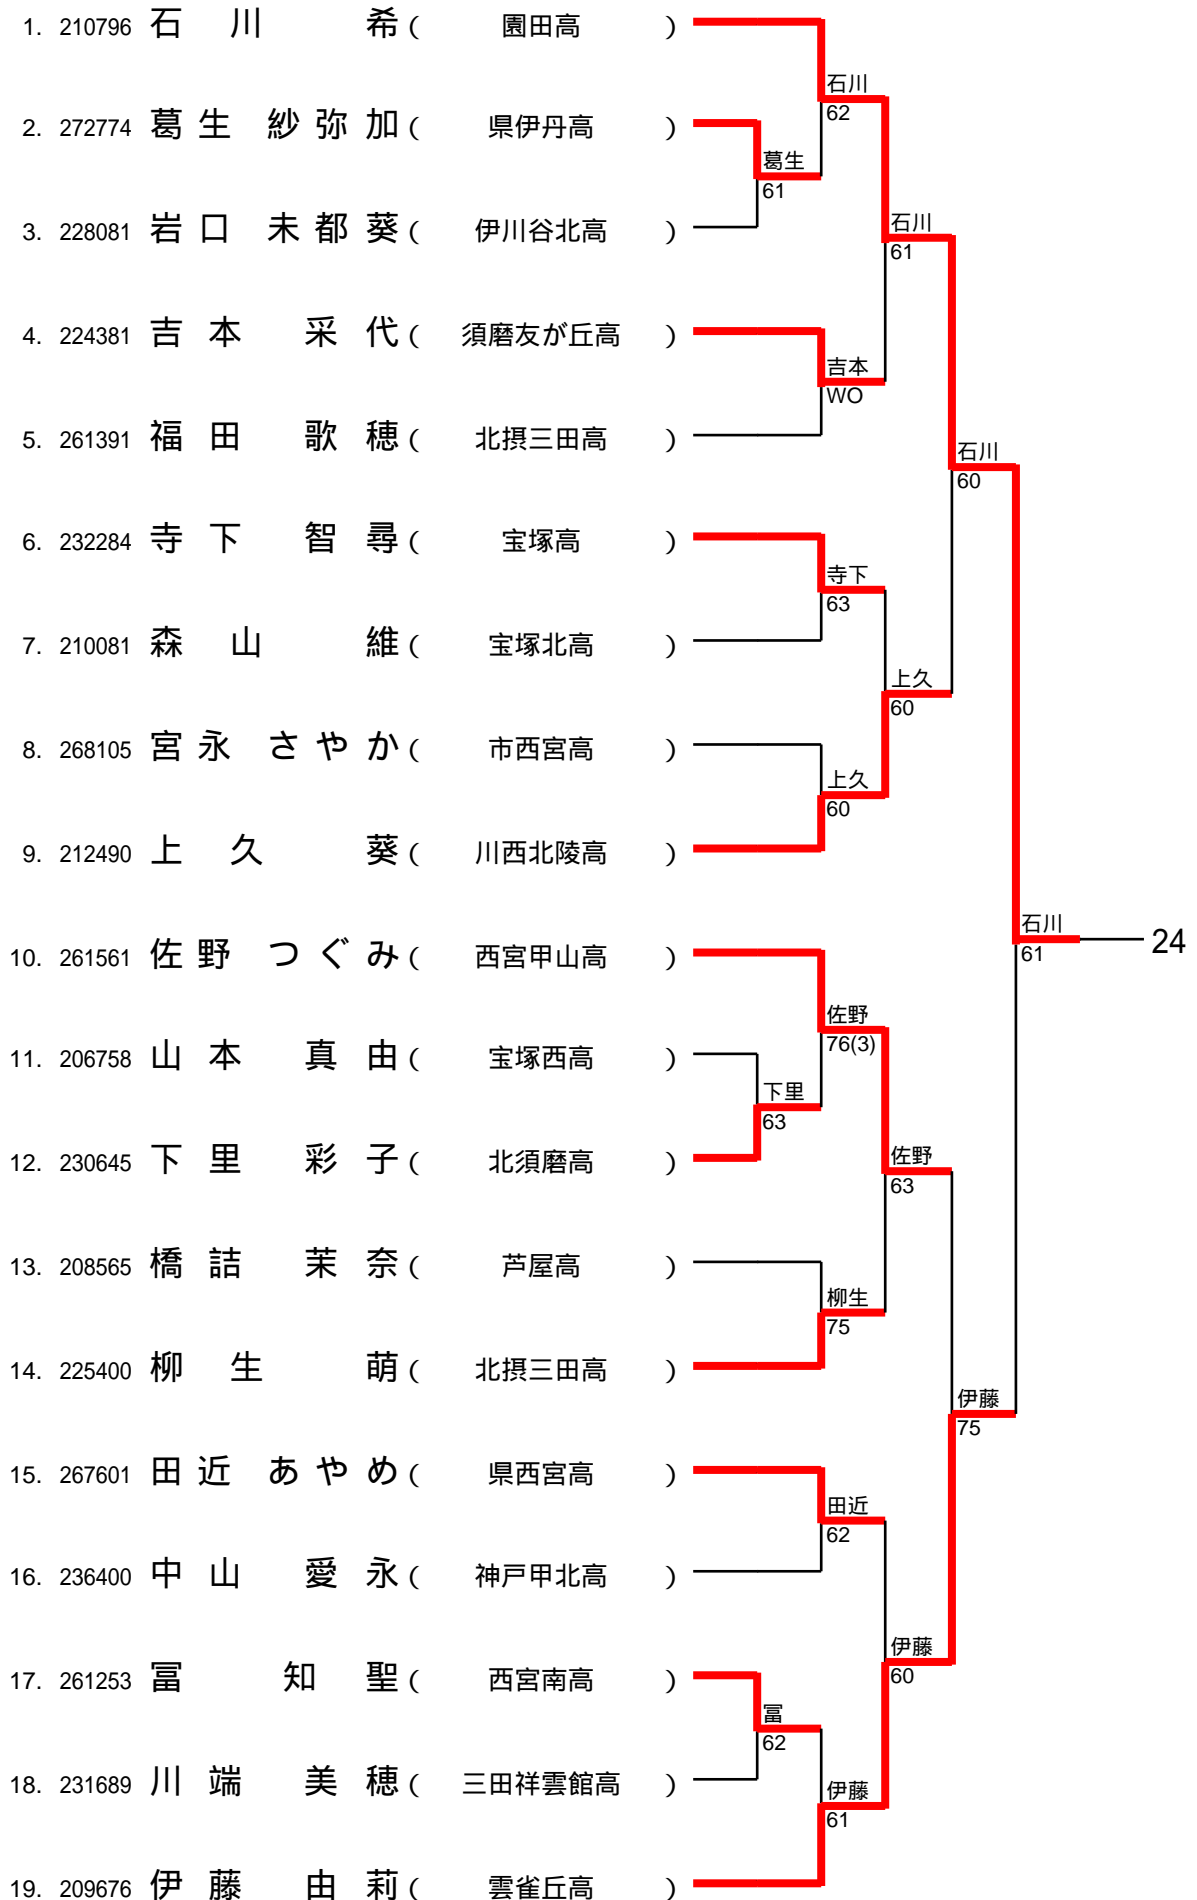 1. 210796 石川 希 ( 園田高 )
石川
62
2. 272774 葛生 紗弥加 ( 県伊丹高 )
葛生
61
3. 228081 岩口 未都葵 ( 伊川谷北高 )
石川
61
4. 224381 吉本 采代 ( 須磨友が丘高 )
吉本
WO
5. 261391 福田 歌穂 ( 北摂三田高 )
石川
60
6. 232284 寺下 智尋 ( 宝塚高 )
寺下
63
7. 210081 森山 維 ( 宝塚北高 )
上久
60
8. 268105 宮永 さやか ( 市西宮高 )
上久
60
9. 212490 上久 葵 ( 川西北陵高 )
石川
61
24
10. 261561 佐野 つぐみ ( 西宮甲山高 )
佐野
76(3)
11. 206758 山本 真由 ( 宝塚西高 )
下里
63
12. 230645 下里 彩子 ( 北須磨高 )
佐野
63
13. 208565 橋詰 茉奈 ( 芦屋高 )
柳生
75
14. 225400 柳生 萌 ( 北摂三田高 )
伊藤
75
15. 267601 田近 あやめ ( 県西宮高 )
田近
62
16. 236400 中山 愛永 ( 神戸甲北高 )
伊藤
60
17. 261253 冨 知聖 ( 西宮南高 )
冨
62
18. 231689 川端 美穂 ( 三田祥雲館高 )
伊藤
61
19. 209676 伊藤 由莉 ( 雲雀丘高 )